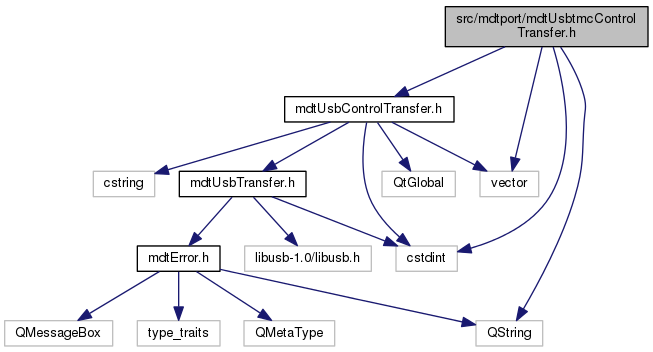 src/mdtport/mdtUsbtmcControl
Transfer.h
mdtUsbControlTransfer.h
cstring
mdtUsbTransfer.h
QtGlobal
vector
mdtError.h
libusb-1.0/libusb.h
cstdint
QMessageBox
type_traits
QMetaType
QString